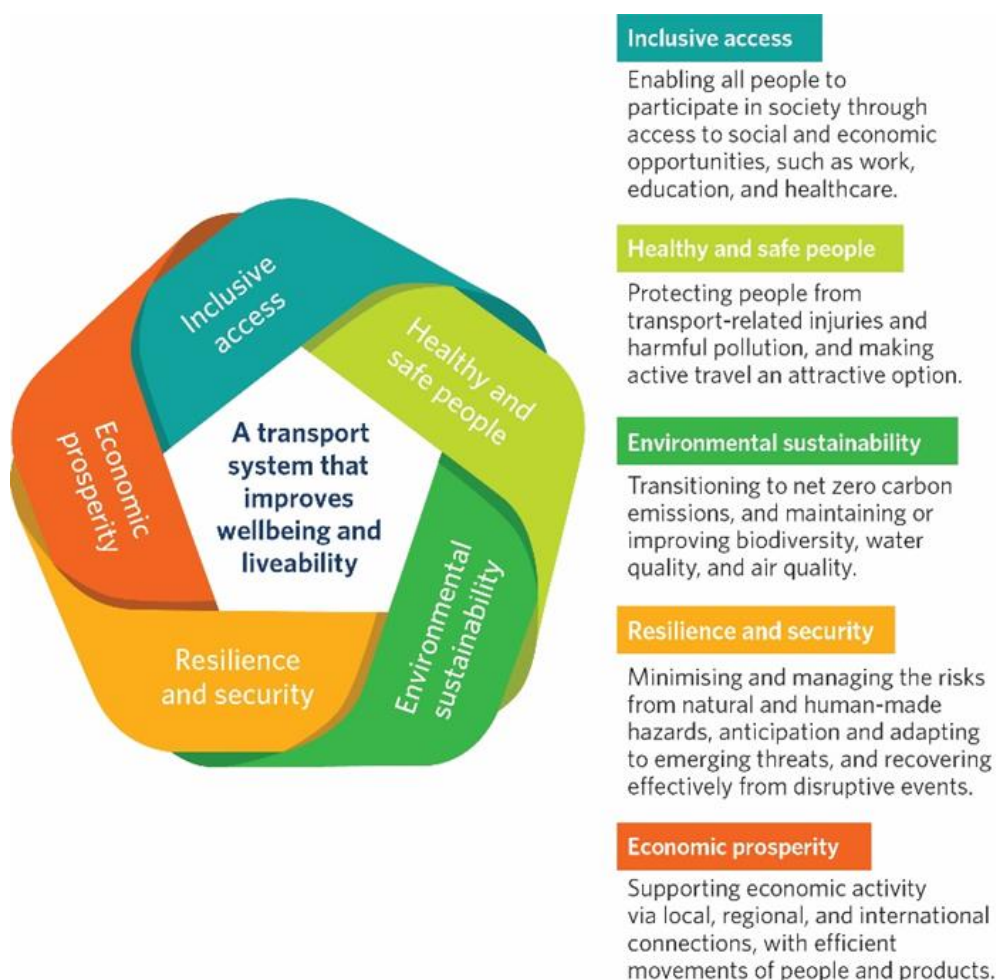 Inclusive
access
Healthy and
safe people
Economic
prosperity
A transport
system that
improves
wellbeing and
liveability
Environmental
sustainability
Resilience
and security
Inclusive access
Enabling all people to
participate in society through
access to social and economic
opportunities, such as work,
education, and healthcare.
Healthy and safe people
Protecting people from
transport-related injuries and
harmful pollution, and making
active travel an attractive option.
Environmental sustainability
Transitioning to net zero carbon
emissions, and maintaining or
improving biodiversity, water
quality, and air quality.
Resilience and security
Minimising and managing the risks
from natural and human-made
hazards, anticipation and adapting
to emerging threats, and recovering
effectively from disruptive events.
Economic prosperity
Supporting economic activity
via local, regional, and international
connections, with efficient
movements of people and products.